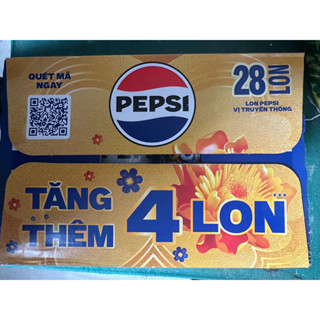 QUÉT MÃ
NGAY
PEPSI
28 LON
LON PEPSI
VỊ TRUYỀN THỐNG
TĂNG
THÊM
4 LON